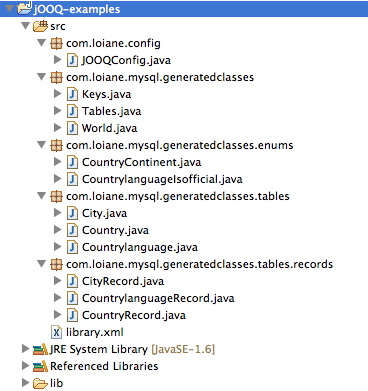 jOOQ-examples
src
com.loiane.config
JOOQConfig.java
com.loiane.mysql.generatedclasses
Keys.java
Tables.java
World.java
com.loiane.mysql.generatedclasses.enums
CountryContinent.java
CountrylanguageIsofficial.java
com.loiane.mysql.generatedclasses.tables
City.java
Country.java
Countrylanguage.java
com.loiane.mysql.generatedclasses.tables.records
CityRecord.java
CountrylanguageRecord.java
CountryRecord.java
library.xml
JRE System Library [JavaSE-1.6]
Referenced Libraries
lib